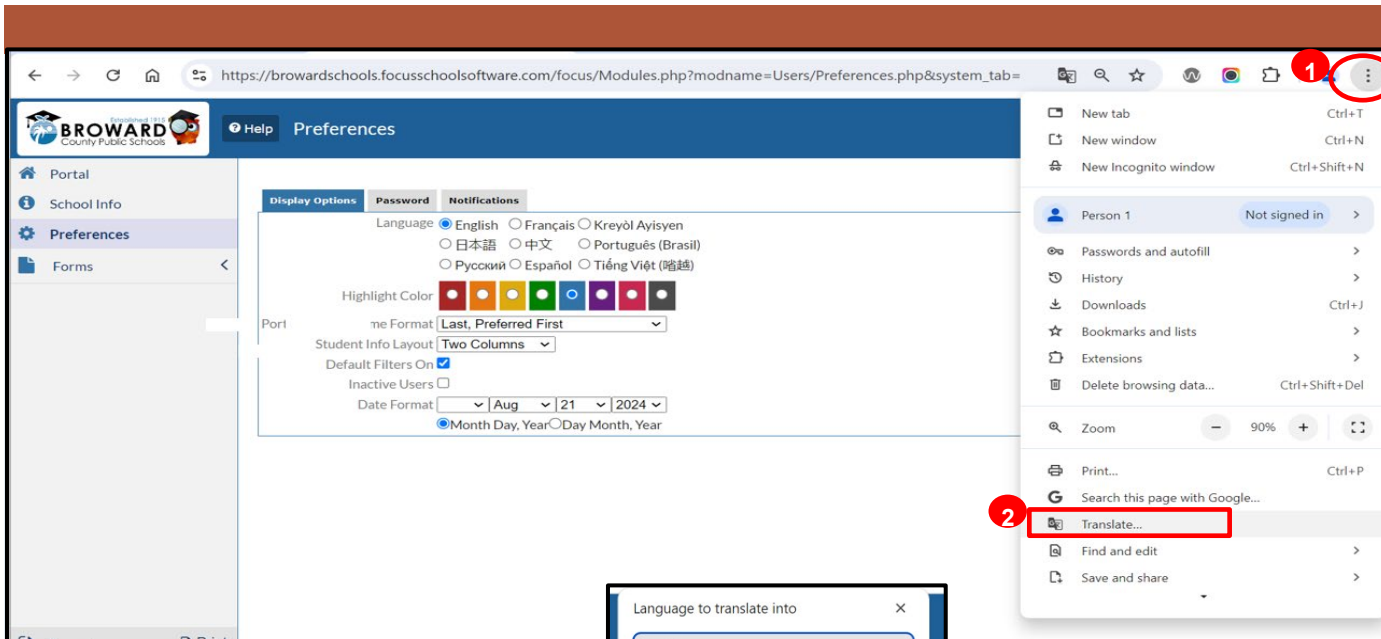 https://browardschools.focusschoolsoftware.com/focus/Modules.php?modname=Users/Preferences.php&system_tab=
1
Established 1915
BROWARD
County Public Schools
Help
Preferences
Portal
School Info
Preferences
Forms
Display Options Password Notifications
Language English Français Kreyòl Ayisyen
日本語 中文 Português (Brasil)
Русский Español Tiếng Việt (㗂越)
Highlight Color
Port me Format Last, Preferred First
Student Info Layout Two Columns
Default Filters On
Inactive Users
Date Format Aug 21 2024
Month Day, Year Day Month, Year
New tab Ctrl+T
New window Ctrl+N
New Incognito window Ctrl+Shift+N
Person 1 Not signed in
Passwords and autofill
History
Downloads Ctrl+J
Bookmarks and lists
Extensions
Delete browsing data... Ctrl+Shift+Del
Zoom - 90% +
Print... Ctrl+P
Search this page with Google...
2
Translate...
Find and edit
Save and share
Language to translate into